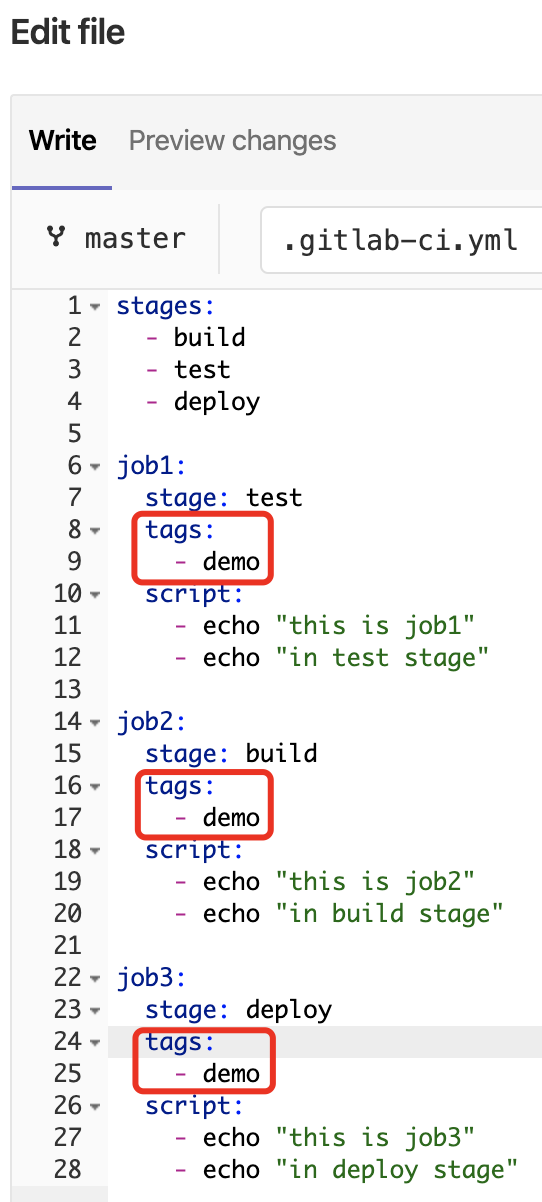 Edit file
Write Preview changes
master .gitlab-ci.yml
1 stages:
2   - build
3   - test
4   - deploy
5
6 job1:
7   stage: test
8   tags:
9     - demo
10   script:
11     - echo "this is job1"
12     - echo "in test stage"
13
14 job2:
15   stage: build
16   tags:
17     - demo
18   script:
19     - echo "this is job2"
20     - echo "in build stage"
21
22 job3:
23   stage: deploy
24   tags:
25     - demo
26   script:
27     - echo "this is job3"
28     - echo "in deploy stage"